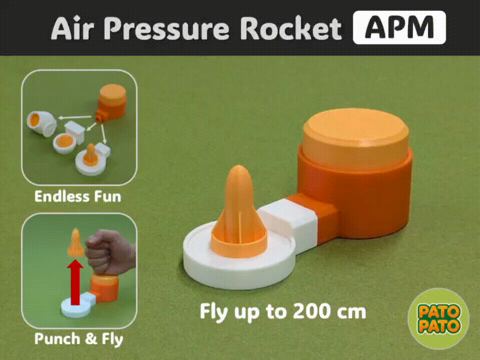 Air Pressure Rocket APM
Endless Fun
Punch & Fly
Fly up to 200 cm
PATO
PATO